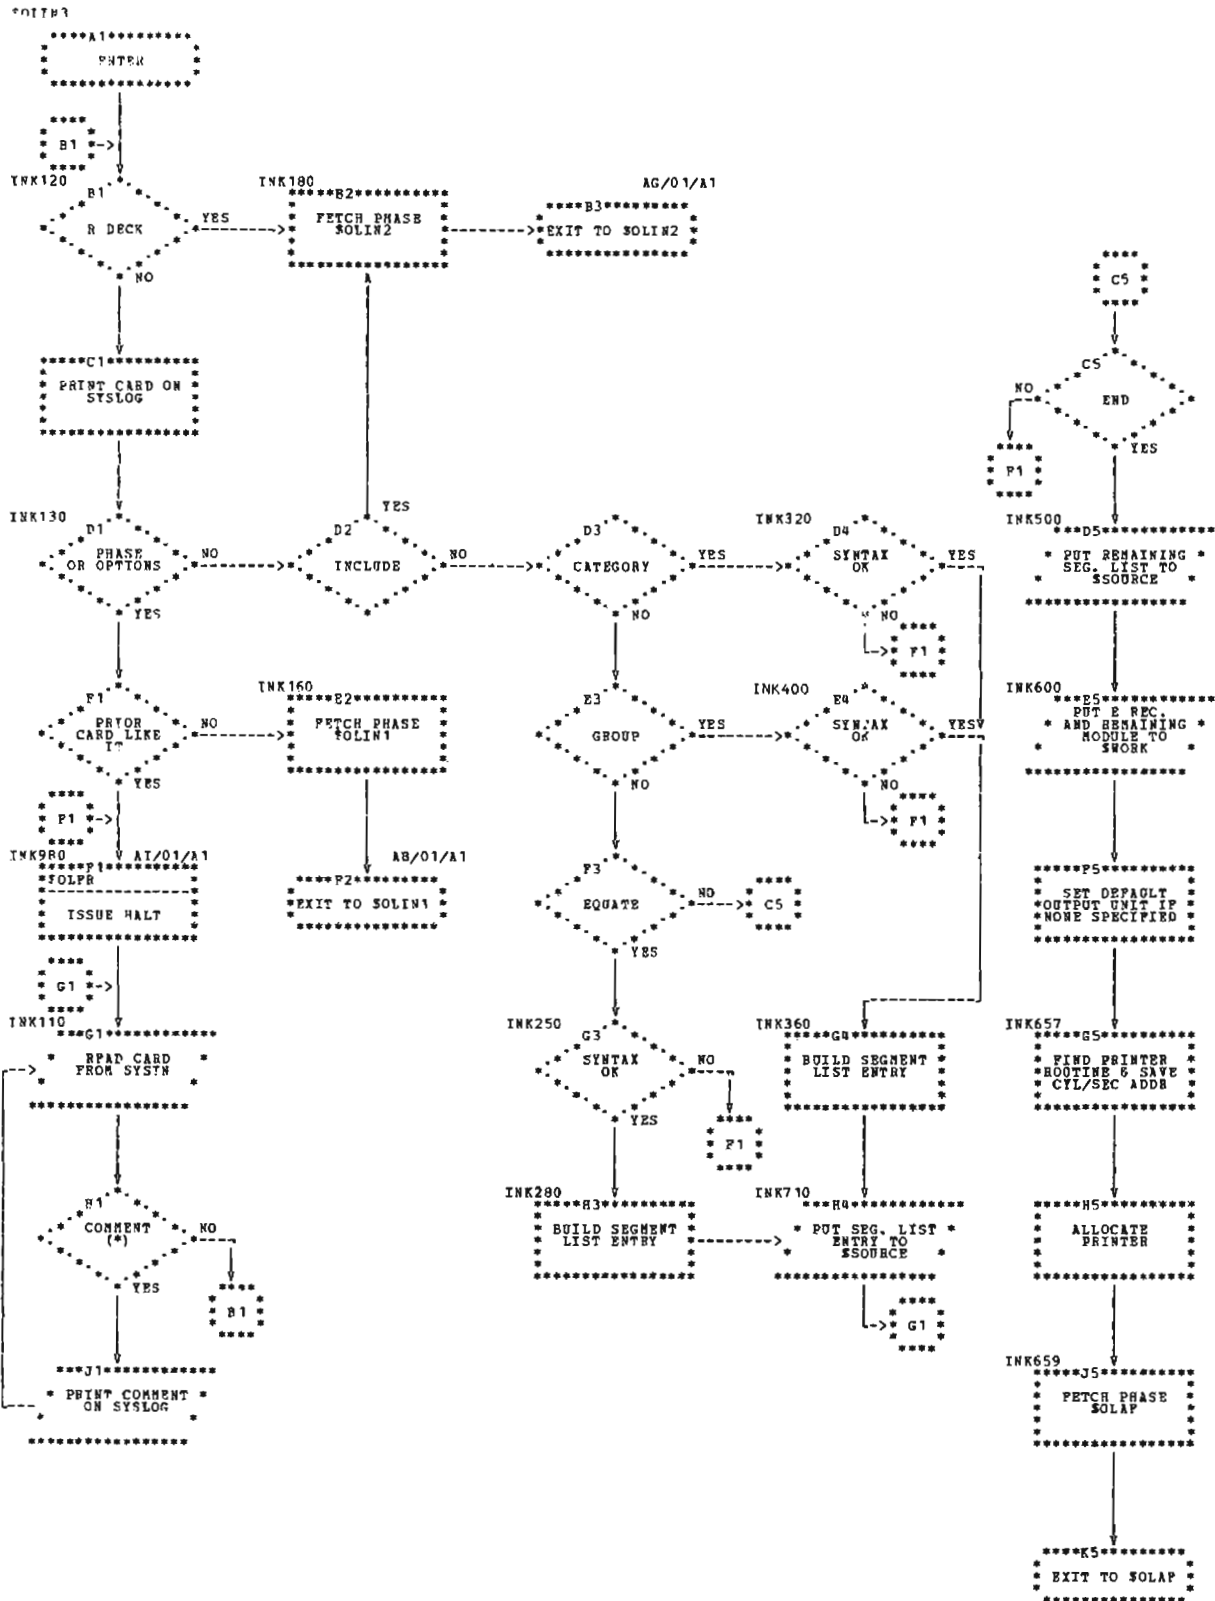 A1
ENTER
B1
INK120
B1
R DECK
YES
NO
INK180
B2
FETCH PHASE
$OLIN2
AG/01/A1
B3
EXIT TO $OLIN2
C1
PRINT CARD ON
SYSLOG
INK130
D1
PHASE
OR OPTIONS
NO
YES
D2
INCLUDE
YES
NO
D3
CATEGORY
YES
NO
INK320
D4
SYNTAX
OK
YES
NO
F1
E1
PRIOR
CARD LIKE
IT
NO
YES
INK160
E2
FETCH PHASE
$OLIN1
AB/01/A1
F2
EXIT TO $OLIN1
E3
GROUP
YES
NO
INK400
E4
SYNTAX
OK
YES
NO
F1
F1
INK980
AI/01/A1
F1
$OLPR
ISSUE HALT
F3
EQUATE
NO
C5
YES
G1
INK110
G1
READ CARD
FROM SYSIN
INK250
G3
SYNTAX
OK
NO
F1
YES
INK360
G4
BUILD SEGMENT
LIST ENTRY
H1
COMMENT
(*)
NO
B1
YES
INK280
H3
BUILD SEGMENT
LIST ENTRY
INK710
H4
PUT SEG. LIST
ENTRY TO
$SOURCE
G1
J1
PRINT COMMENT
ON SYSLOG
C5
C5
END
NO
F1
YES
INK500
D5
PUT REMAINING
SEG. LIST TO
$SOURCE
INK600
E5
PUT E REC.
AND REMAINING
MODULE TO
$WORK
F5
SET DEFAULT
OUTPUT UNIT IF
NONE SPECIFIED
INK657
G5
FIND PRINTER
ROUTINE & SAVE
CYL/SEC ADDR
H5
ALLOCATE
PRINTER
INK659
J5
FETCH PHASE
$OLAF
K5
EXIT TO $OLAF